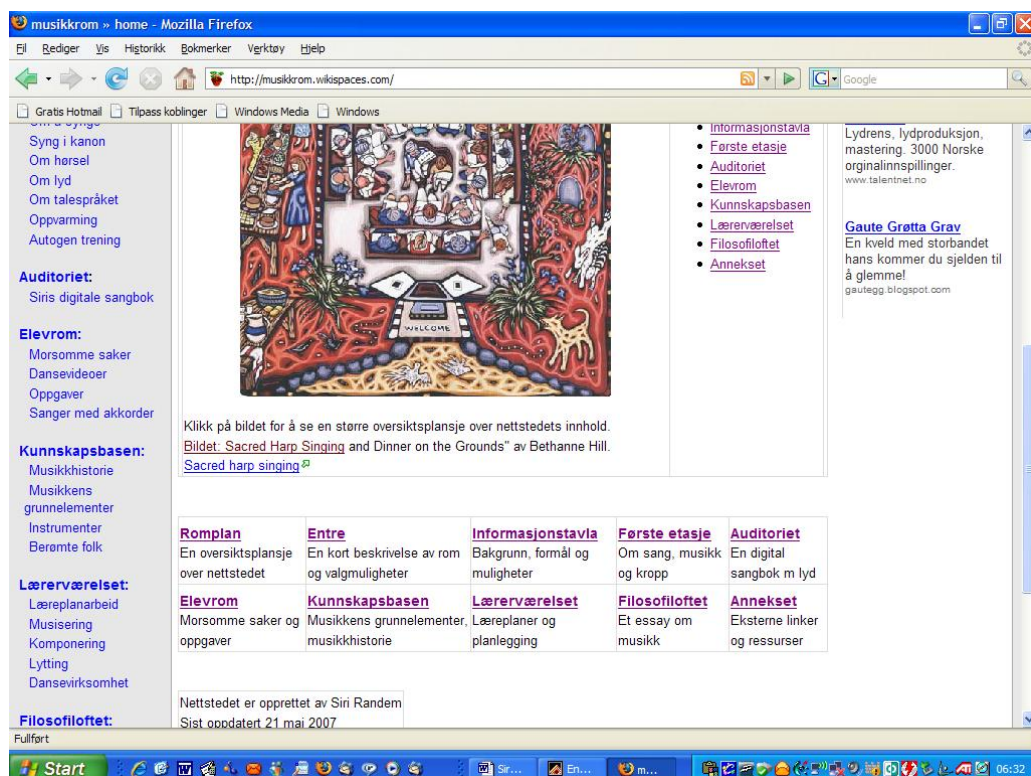 musikkrom » home - Mozilla Firefox
Fil Rediger Vis Historikk Bokmerker Verktøy Hjelp
http://musikkrom.wikispaces.com/
Google
Gratis Hotmail Tilpass koblinger Windows Media Windows
Syng i kanon
Om hørsel
Om lyd
Om talespråket
Oppvarming
Autogen trening
Auditoriet:
Siris digitale sangbok
Elevrom:
Morsomme saker
Dansevideoer
Oppgaver
Sanger med akkorder
Kunnskapsbasen:
Musikkhistorie
Musikkens
grunnelementer
Instrumenter
Berømte folk
Lærerværelset:
Læreplanarbeid
Musisering
Komponering
Lytting
Dansevirksomhet
Filosofiloftet:
WELCOME
Klikk på bildet for å se en større oversiktsplansje over nettstedets innhold.
Bildet: Sacred Harp Singing and Dinner on the Grounds" av Bethanne Hill.
Sacred harp singing
Informasjonstavla
Første etasje
Auditoriet
Elevrom
Kunnskapsbasen
Lærerværelset
Filosofiloftet
Annekset
Lydrens, lydproduksjon,
mastering. 3000 Norske
orginalinnspillinger.
www.talentnet.no
Gaute Grøtta Grav
En kveld med storbandet
hans kommer du sjelden til
å glemme!
gautegg.blogspot.com
Romplan
En oversiktsplansje
over nettstedet
Entre
En kort beskrivelse av rom
og valgmuligheter
Informasjonstavla
Bakgrunn, formål og
muligheter
Første etasje
Om sang, musikk
og kropp
Auditoriet
En digital
sangbok m lyd
Elevrom
Morsomme saker og
oppgaver
Kunnskapsbasen
Musikkens grunnelementer,
musikkhistorie
Lærerværelset
Læreplaner og
planlegging
Filosofiloftet
Et essay om
musikk
Annekset
Eksterne linker
og ressurser
Nettstedet er opprettet av Siri Randem
Sist oppdatert 21 mai 2007
Fullført
Start
Sir...
En...
m...
06:32